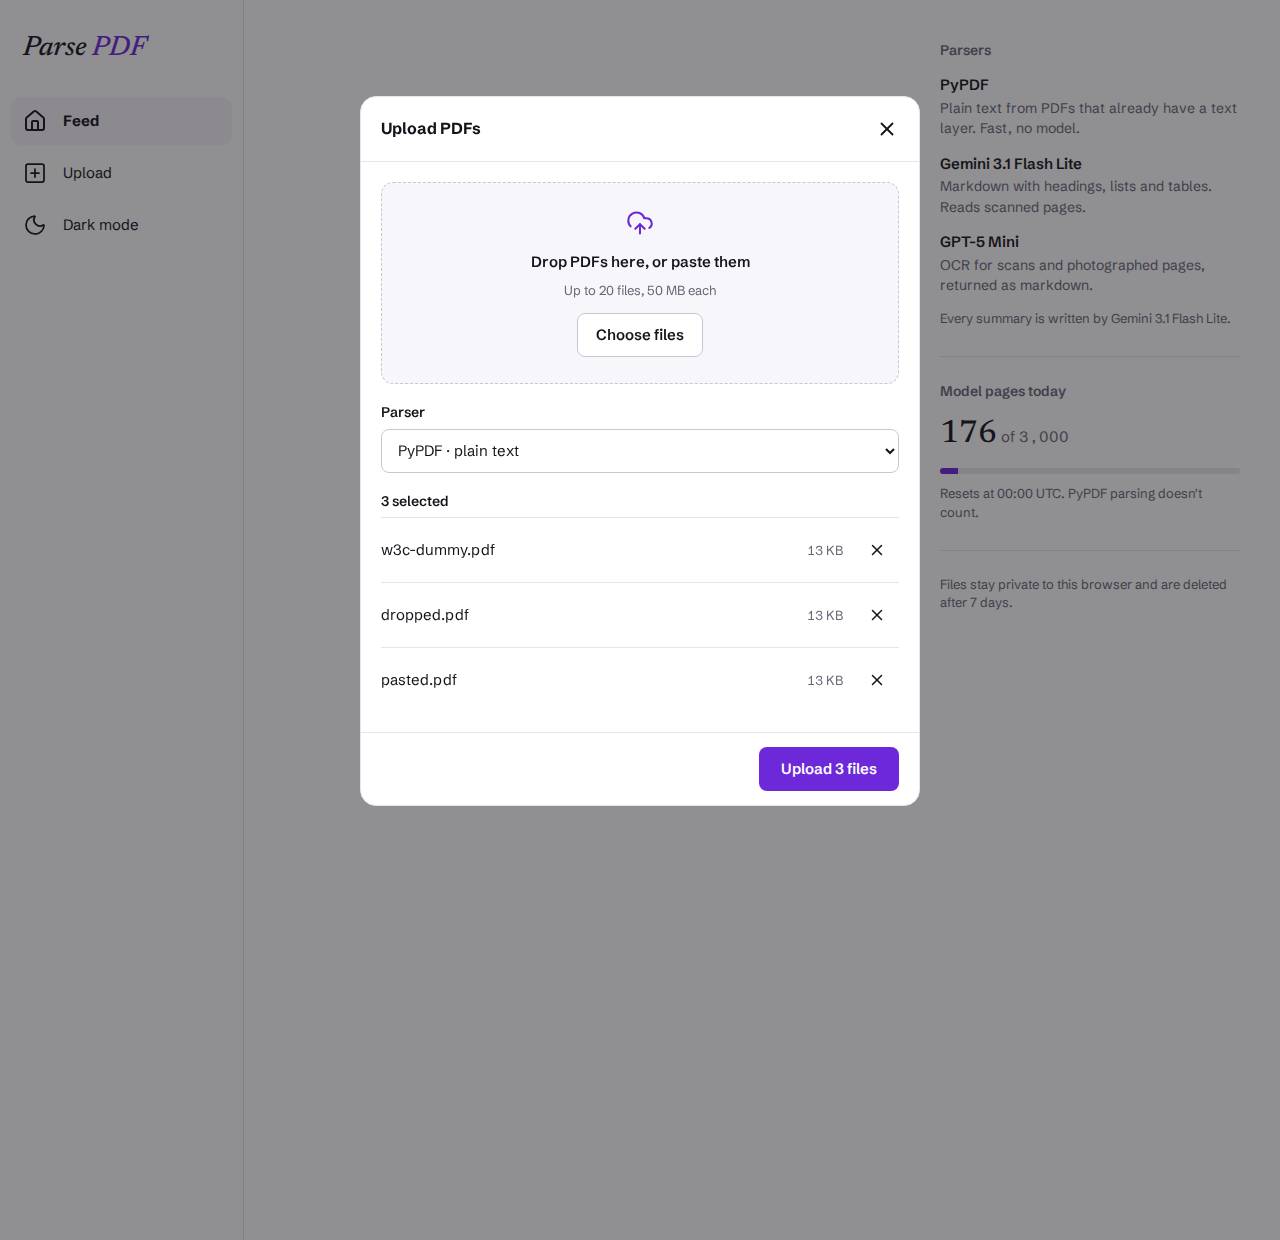 Parse PDF
Feed
Upload
Dark mode
Upload PDFs
Drop PDFs here, or paste them
Up to 20 files, 50 MB each
Choose files
Parser
PyPDF · plain text
3 selected
w3c-dummy.pdf 13 KB
dropped.pdf 13 KB
pasted.pdf 13 KB
Upload 3 files
Parsers
PyPDF
Plain text from PDFs that already have a text
layer. Fast, no model.
Gemini 3.1 Flash Lite
Markdown with headings, lists and tables.
Reads scanned pages.
GPT-5 Mini
OCR for scans and photographed pages,
returned as markdown.
Every summary is written by Gemini 3.1 Flash Lite.
Model pages today
176 of 3,000
Resets at 00:00 UTC. PyPDF parsing doesn't
count.
Files stay private to this browser and are deleted
after 7 days.